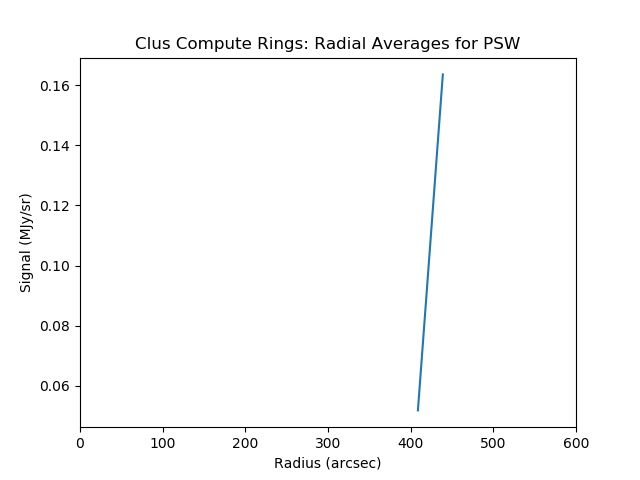 Clus Compute Rings: Radial Averages for PSW
Signal (MJy/sr)
0.16
0.14
0.12
0.10
0.08
0.06
0 100 200 300 400 500 600
Radius (arcsec)